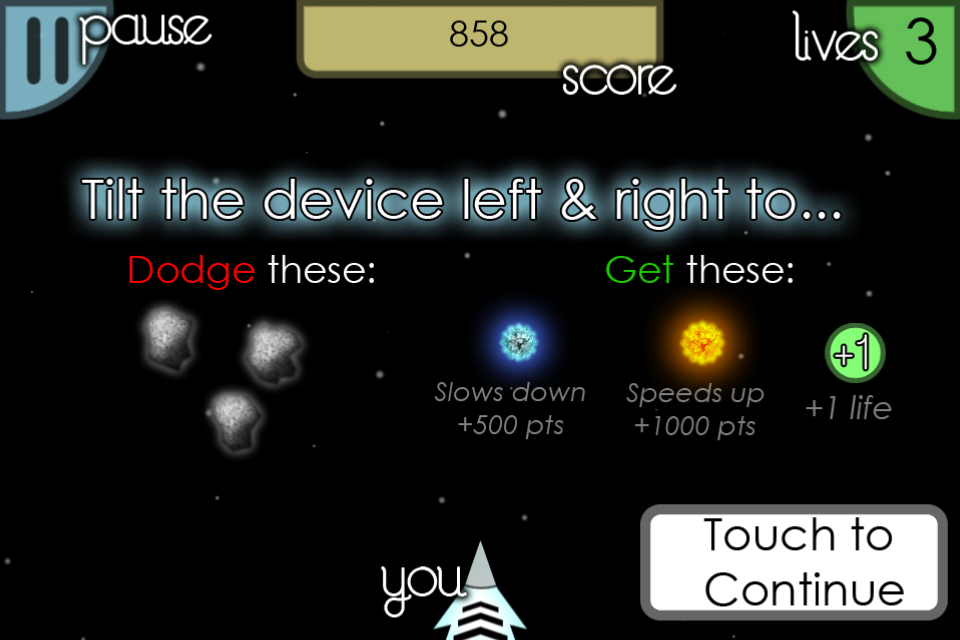 pause
858
score
lives 3
Tilt the device left & right to...
Dodge these:
Get these:
+1
Slows down
+500 pts
Speeds up
+1000 pts
+1 life
you
Touch to
Continue